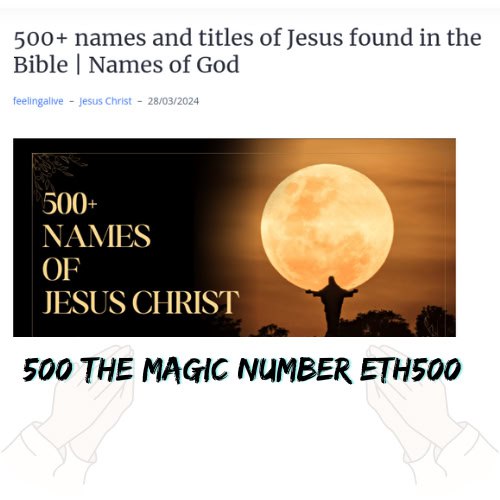 500+ names and titles of Jesus found in the
Bible | Names of God
feelingalive – Jesus Christ – 28/03/2024
500+
NAMES
OF
JESUS CHRIST
500 THE MAGIC NUMBER ETH500